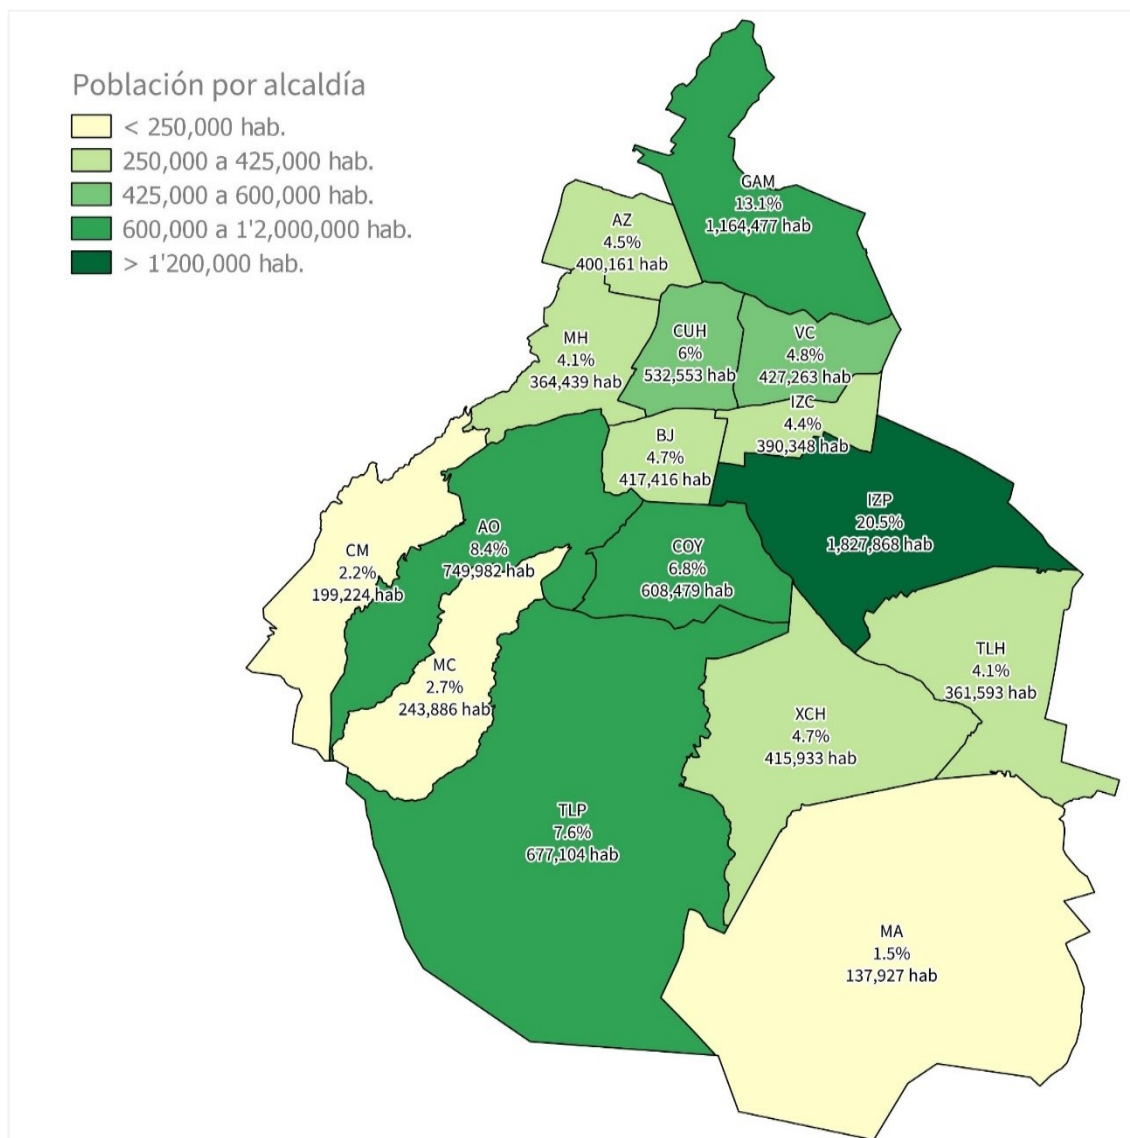 Población por alcaldía
< 250,000 hab.
250,000 a 425,000 hab.
425,000 a 600,000 hab.
600,000 a 1'2,000,000 hab.
> 1'200,000 hab.
GAM
13.1%
1,164,477 hab
AZ
4.5%
400,161 hab
MH
4.1%
364,439 hab
CUH
6%
532,553 hab
VC
4.8%
427,263 hab
IZC
4.4%
390,348 hab
BJ
4.7%
417,416 hab
IZP
20.5%
1,827,868 hab
AO
8.4%
749,982 hab
COY
6.8%
608,479 hab
CM
2.2%
199,224 hab
MC
2.7%
243,886 hab
TLH
4.1%
361,593 hab
XCH
4.7%
415,933 hab
TLP
7.6%
677,104 hab
MA
1.5%
137,927 hab